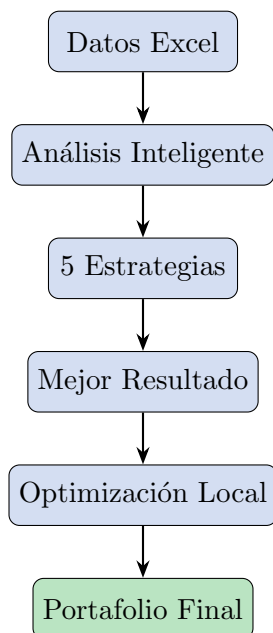 Datos Excel
Análisis Inteligente
5 Estrategias
Mejor Resultado
Optimización Local
Portafolio Final